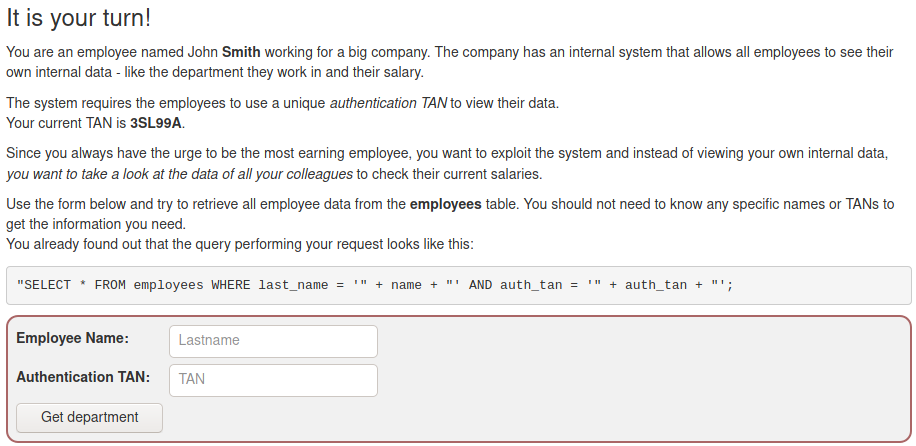 It is your turn!
You are an employee named John Smith working for a big company. The company has an internal system that allows all employees to see their
own internal data - like the department they work in and their salary.
The system requires the employees to use a unique authentication TAN to view their data.
Your current TAN is 3SL99A.
Since you always have the urge to be the most earning employee, you want to exploit the system and instead of viewing your own internal data,
you want to take a look at the data of all your colleagues to check their current salaries.
Use the form below and try to retrieve all employee data from the employees table. You should not need to know any specific names or TANs to
get the information you need.
You already found out that the query performing your request looks like this:
"SELECT * FROM employees WHERE last_name = '" + name + "' AND auth_tan = '" + auth_tan + "';
Employee Name: Lastname
Authentication TAN: TAN
Get department